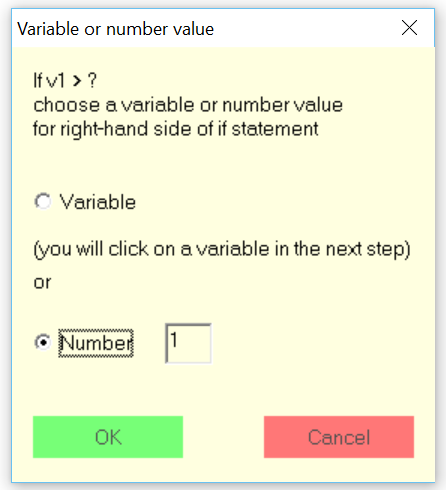 Variable or number value
If v1 > ?
choose a variable or number value
for right-hand side of if statement
Variable
(you will click on a variable in the next step)
or
Number 1
OK Cancel